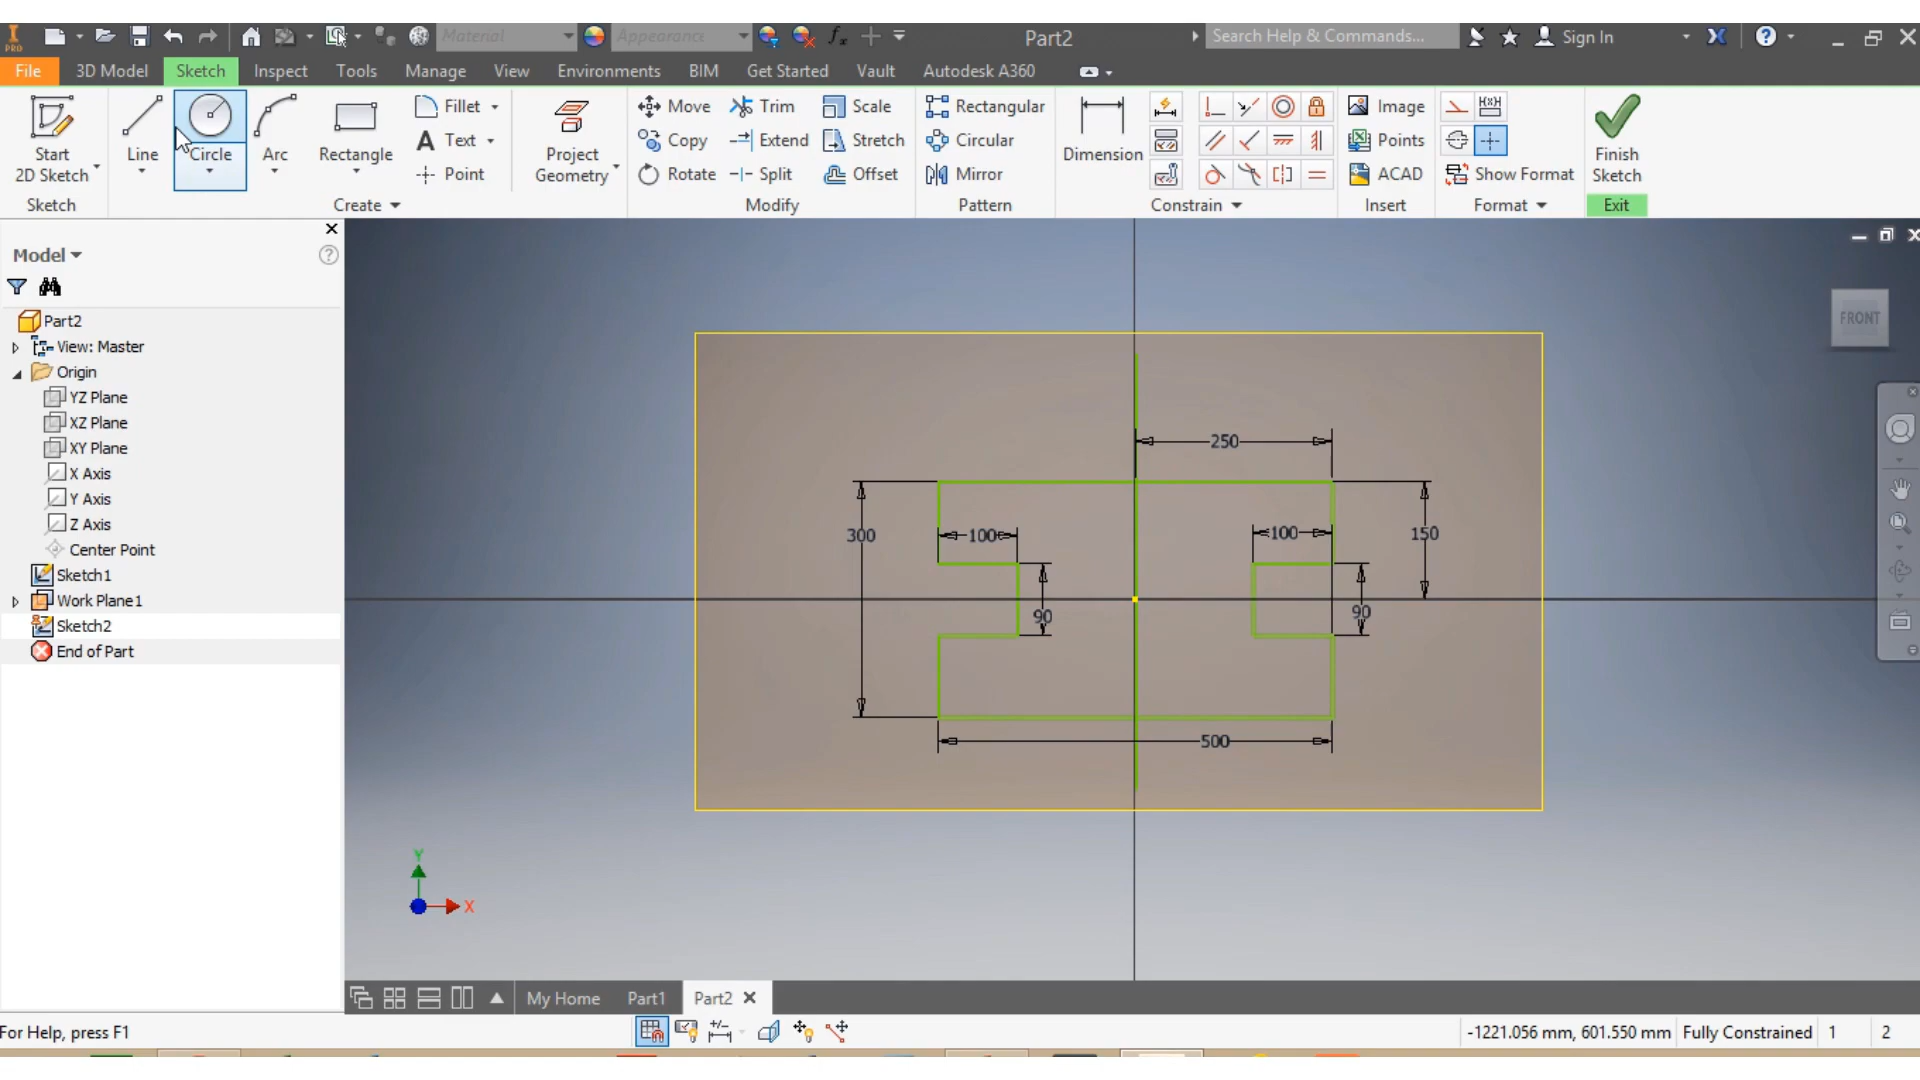 PRO
Material
Appearance
Part2
Search Help & Commands...
Sign In
File
3D Model
Sketch
Inspect
Tools
Manage
View
Environments
BIM
Get Started
Vault
Autodesk A360
Start
2D Sketch
Line
Circle
Arc
Rectangle
Fillet
Text
Point
Project
Geometry
Move
Copy
Rotate
Trim
Extend
Split
Scale
Stretch
Offset
Rectangular
Circular
Mirror
Dimension
Image
Points
ACAD
Show Format
Finish
Sketch
Sketch
Create
Modify
Pattern
Constrain
Insert
Format
Exit
Model
Part2
View: Master
Origin
YZ Plane
XZ Plane
XY Plane
X Axis
Y Axis
Z Axis
Center Point
Sketch1
Work Plane1
Sketch2
End of Part
FRONT
250
300
100
100
150
90
90
500
Y
X
My Home
Part1
Part2
For Help, press F1
-1221.056 mm, 601.550 mm
Fully Constrained
1
2